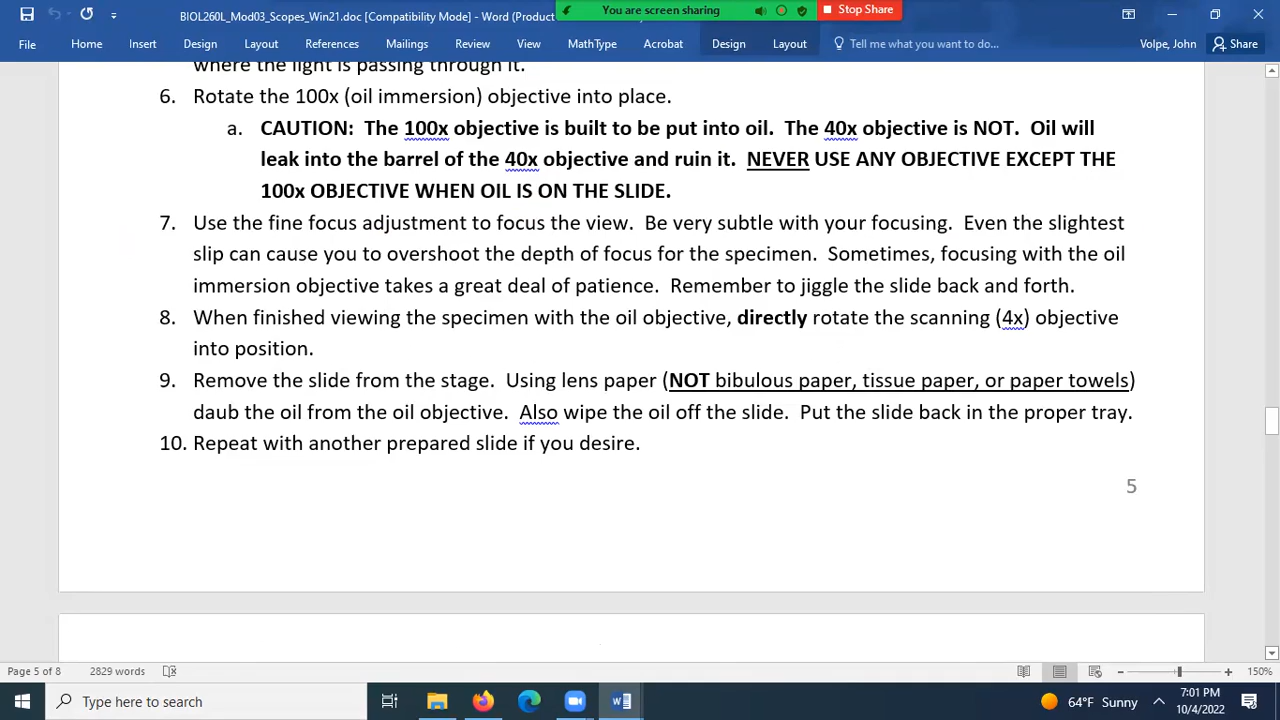 BIOL260L_Mod03_Scopes_Win21.doc [Compatibility Mode] - Word (Product
You are screen sharing
Stop Share
File Home Insert Design Layout References Mailings Review View MathType Acrobat Design Layout Tell me what you want to do... Volpe, John Share
where the light is passing through it.
6. Rotate the 100x (oil immersion) objective into place.
a. CAUTION: The 100x objective is built to be put into oil. The 40x objective is NOT. Oil will
leak into the barrel of the 40x objective and ruin it. NEVER USE ANY OBJECTIVE EXCEPT THE
100x OBJECTIVE WHEN OIL IS ON THE SLIDE.
7. Use the fine focus adjustment to focus the view. Be very subtle with your focusing. Even the slightest
slip can cause you to overshoot the depth of focus for the specimen. Sometimes, focusing with the oil
immersion objective takes a great deal of patience. Remember to jiggle the slide back and forth.
8. When finished viewing the specimen with the oil objective, directly rotate the scanning (4x) objective
into position.
9. Remove the slide from the stage. Using lens paper (NOT bibulous paper, tissue paper, or paper towels)
daub the oil from the oil objective. Also wipe the oil off the slide. Put the slide back in the proper tray.
10. Repeat with another prepared slide if you desire.
5
Page 5 of 8 2829 words 150%
Type here to search 64°F Sunny 7:01 PM
10/4/2022